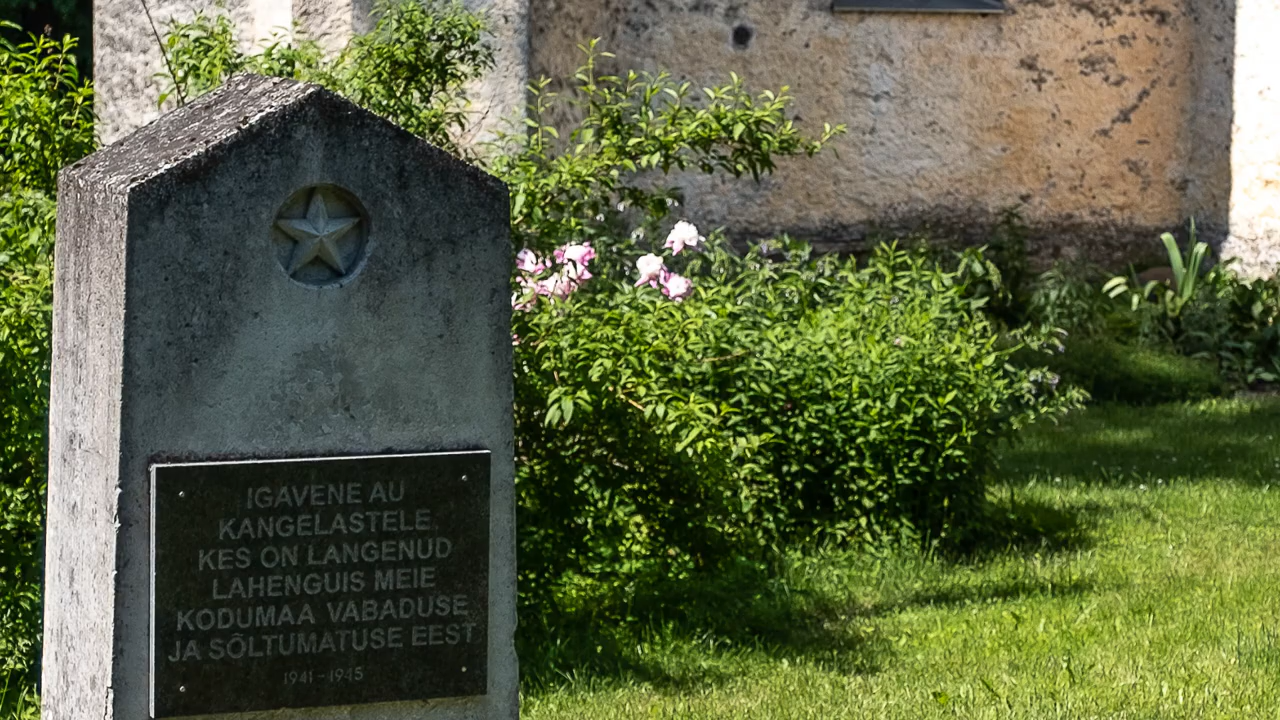 IGAVENE AU
KANGELASTELE,
KES ON LANGENUD
LAHENGUIS MEIE
KODUMAA VABADUSE
JA SÕLTUMATUSE EEST
1941-1945